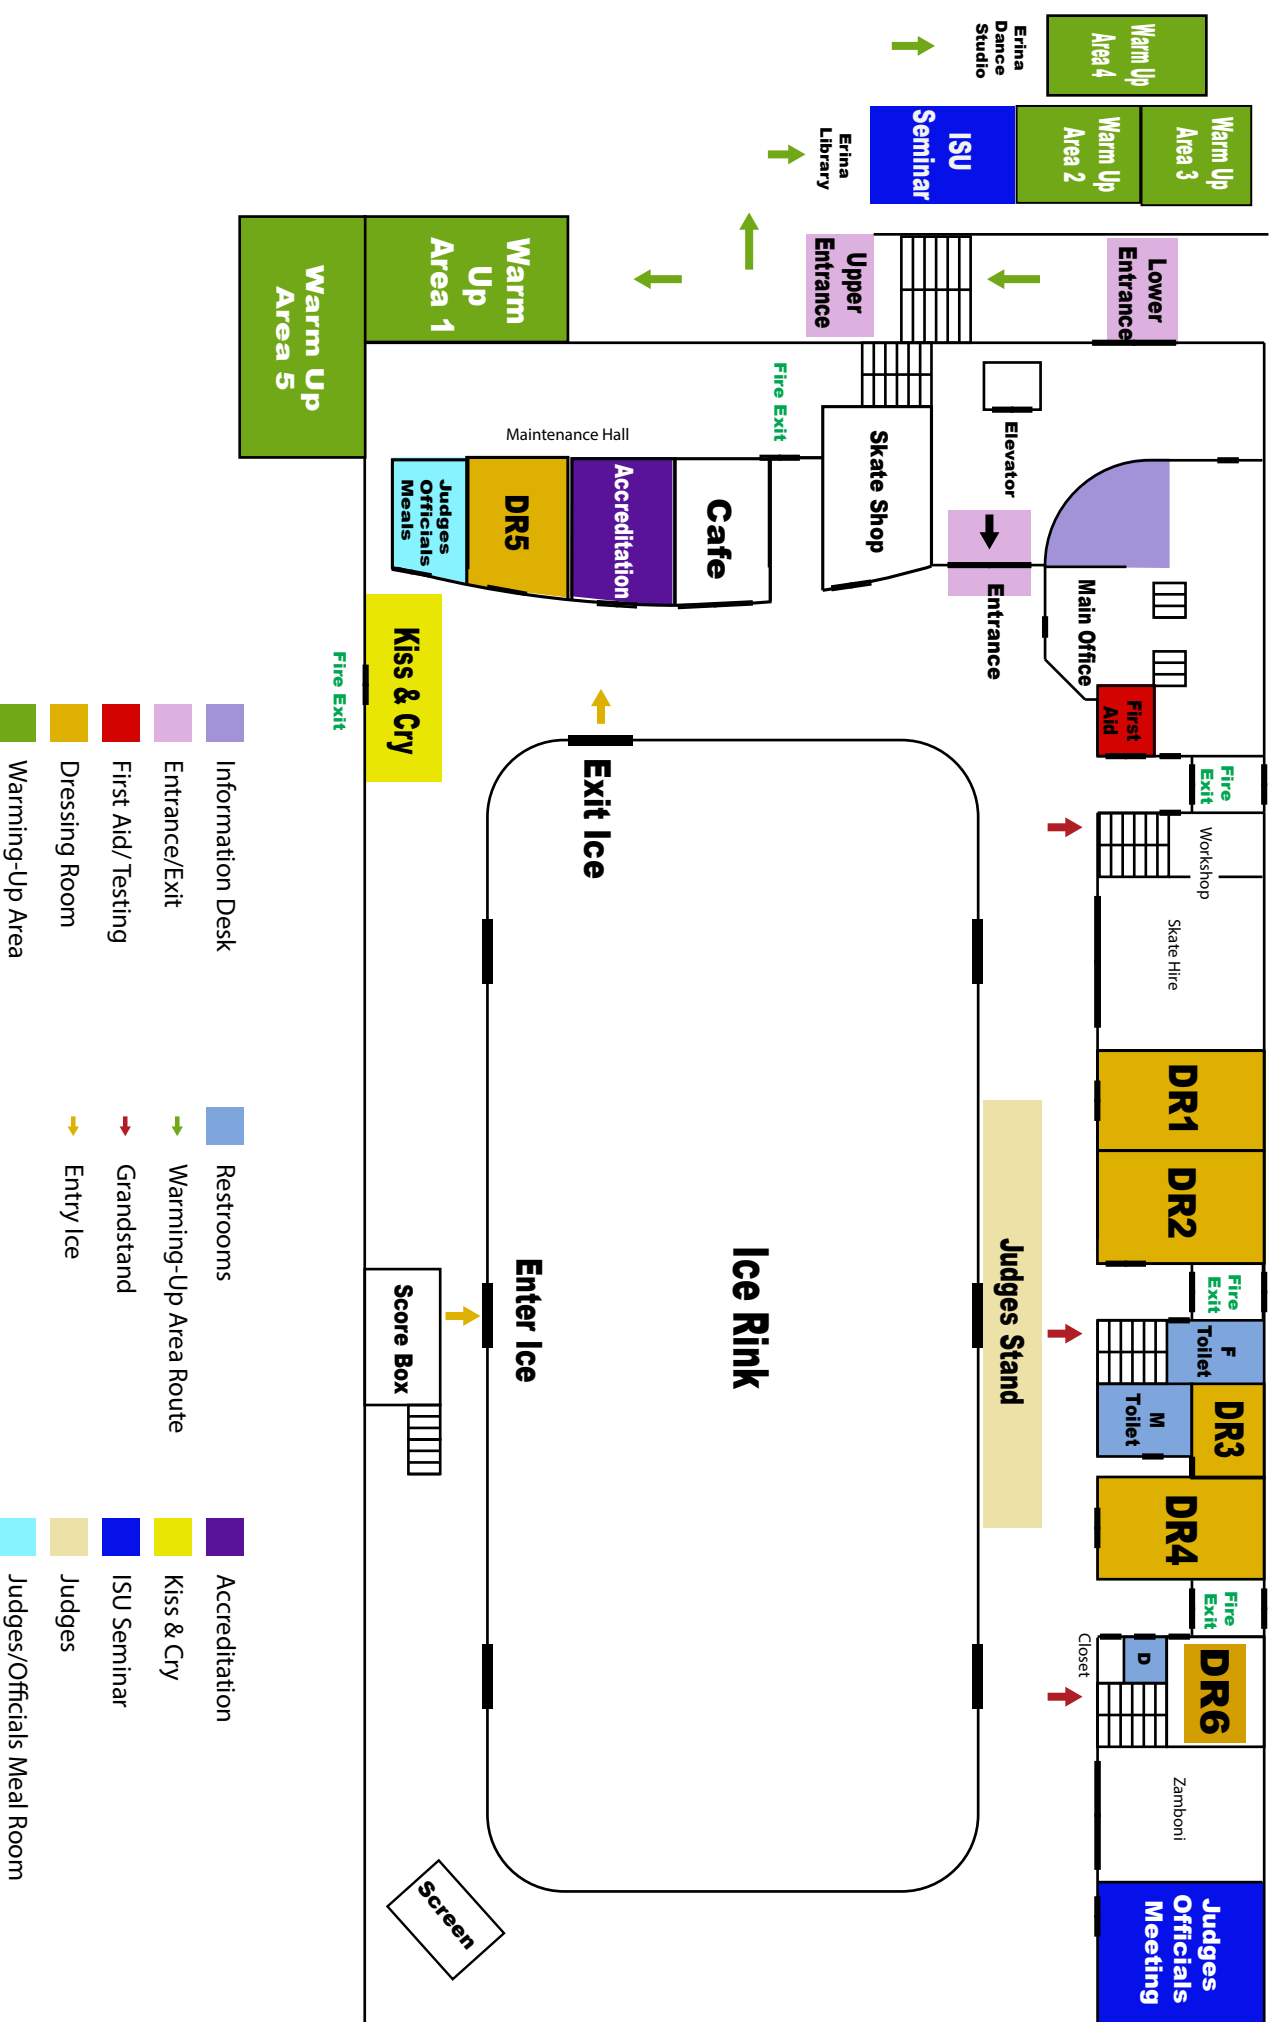 Warm Up
Area 4
Erina
Dance
Studio
Warm Up
Area 3
Warm Up
Area 2
ISU
Seminar
Erina
Library
Lower
Entrance
Upper
Entrance
Warm
Up
Area 1
Warm Up
Area 5
Elevator
Skate Shop
Fire Exit
Maintenance Hall
Cafe
Accreditation
DR5
Judges
Officials
Meals
Entrance
Main Office
First
Aid
Kiss & Cry
Fire Exit
Exit Ice
Fire
Exit
Workshop
Skate Hire
DR1
DR2
Fire
Exit
F
Toilet
M
Toilet
DR3
DR4
Fire
Exit
Closet
D
DR6
Zamboni
Judges
Officials
Meeting
Judges Stand
Ice Rink
Enter Ice
Score Box
Screen
Information Desk
Entrance/Exit
First Aid/ Testing
Dressing Room
Warming-Up Area
Restrooms
Warming-Up Area Route
Grandstand
Entry Ice
Accreditation
Kiss & Cry
ISU Seminar
Judges
Judges/Officials Meal Room